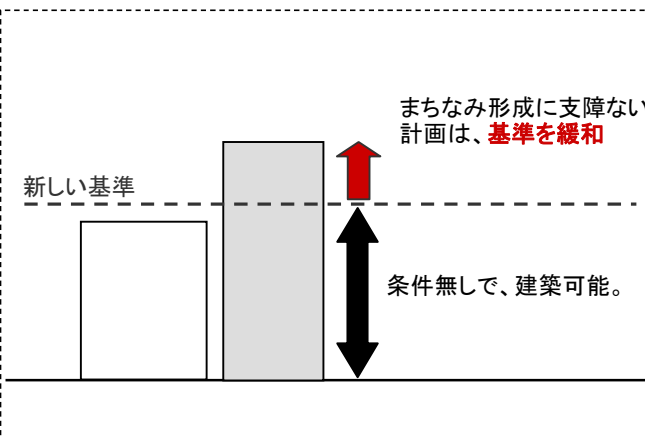 まちなみ形成に支障ない
計画は、基準を緩和
新しい基準
条件無しで、建築可能。